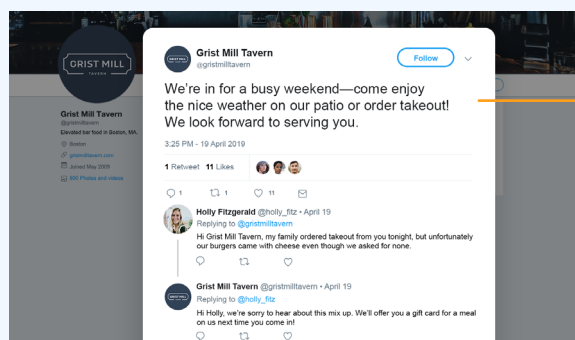 GRIST MILL
TAVERN
Grist Mill Tavern
@gristmilltavern
Elevated bar food in Boston, MA.
Boston
gristmilltavern.com
Joined May 2009
GRIST MILL
Grist Mill Tavern
@gristmilltavern
Follow
We're in for a busy weekend—come enjoy
the nice weather on our patio or order takeout!
We look forward to serving you.
3:25 PM - 19 April 2019
1 Retweet 11 Likes
1 1 11
Holly Fitzgerald @holly_fitz • April 19
Replying to @gristmilltavern
Hi Grist Mill Tavern, my family ordered takeout from you tonight, but unfortunately
our burgers came with cheese even though we asked for none.
GRIST MILL
Grist Mill Tavern @gristmilltavern • April 19
Replying to @holly_fitz
Hi Holly, we're sorry to hear about this mix up. We'll offer you a gift card for a meal
on us next time you come in!